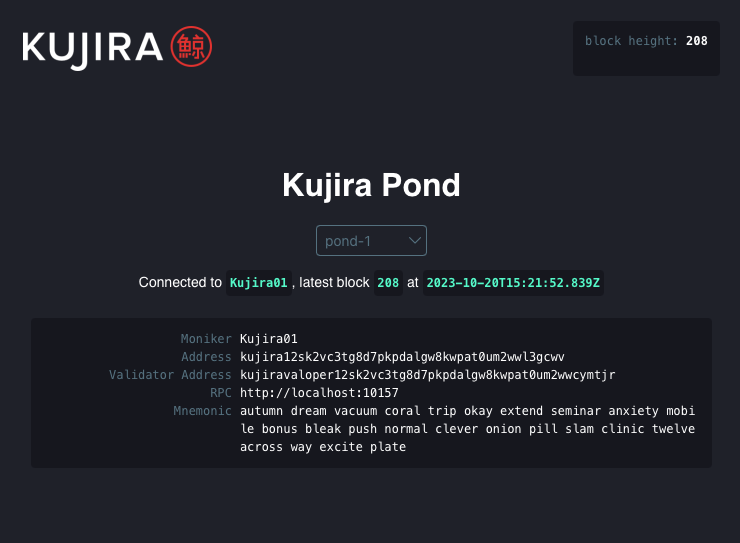 KUJIRA 鯨
block height: 208
Kujira Pond
pond-1
Connected to Kujira01, latest block 208 at 2023-10-20T15:21:52.839Z
Moniker Kujira01
Address kujira12sk2vc3tg8d7pkpdalgw8kwpat0um2wwl3gcwv
Validator Address kujiravaloper12sk2vc3tg8d7pkpdalgw8kwpat0um2wwcymtjr
RPC http://localhost:10157
Mnemonic autumn dream vacuum coral trip okay extend seminar anxiety mobi
le bonus bleak push normal clever onion pill slam clinic twelve
across way excite plate